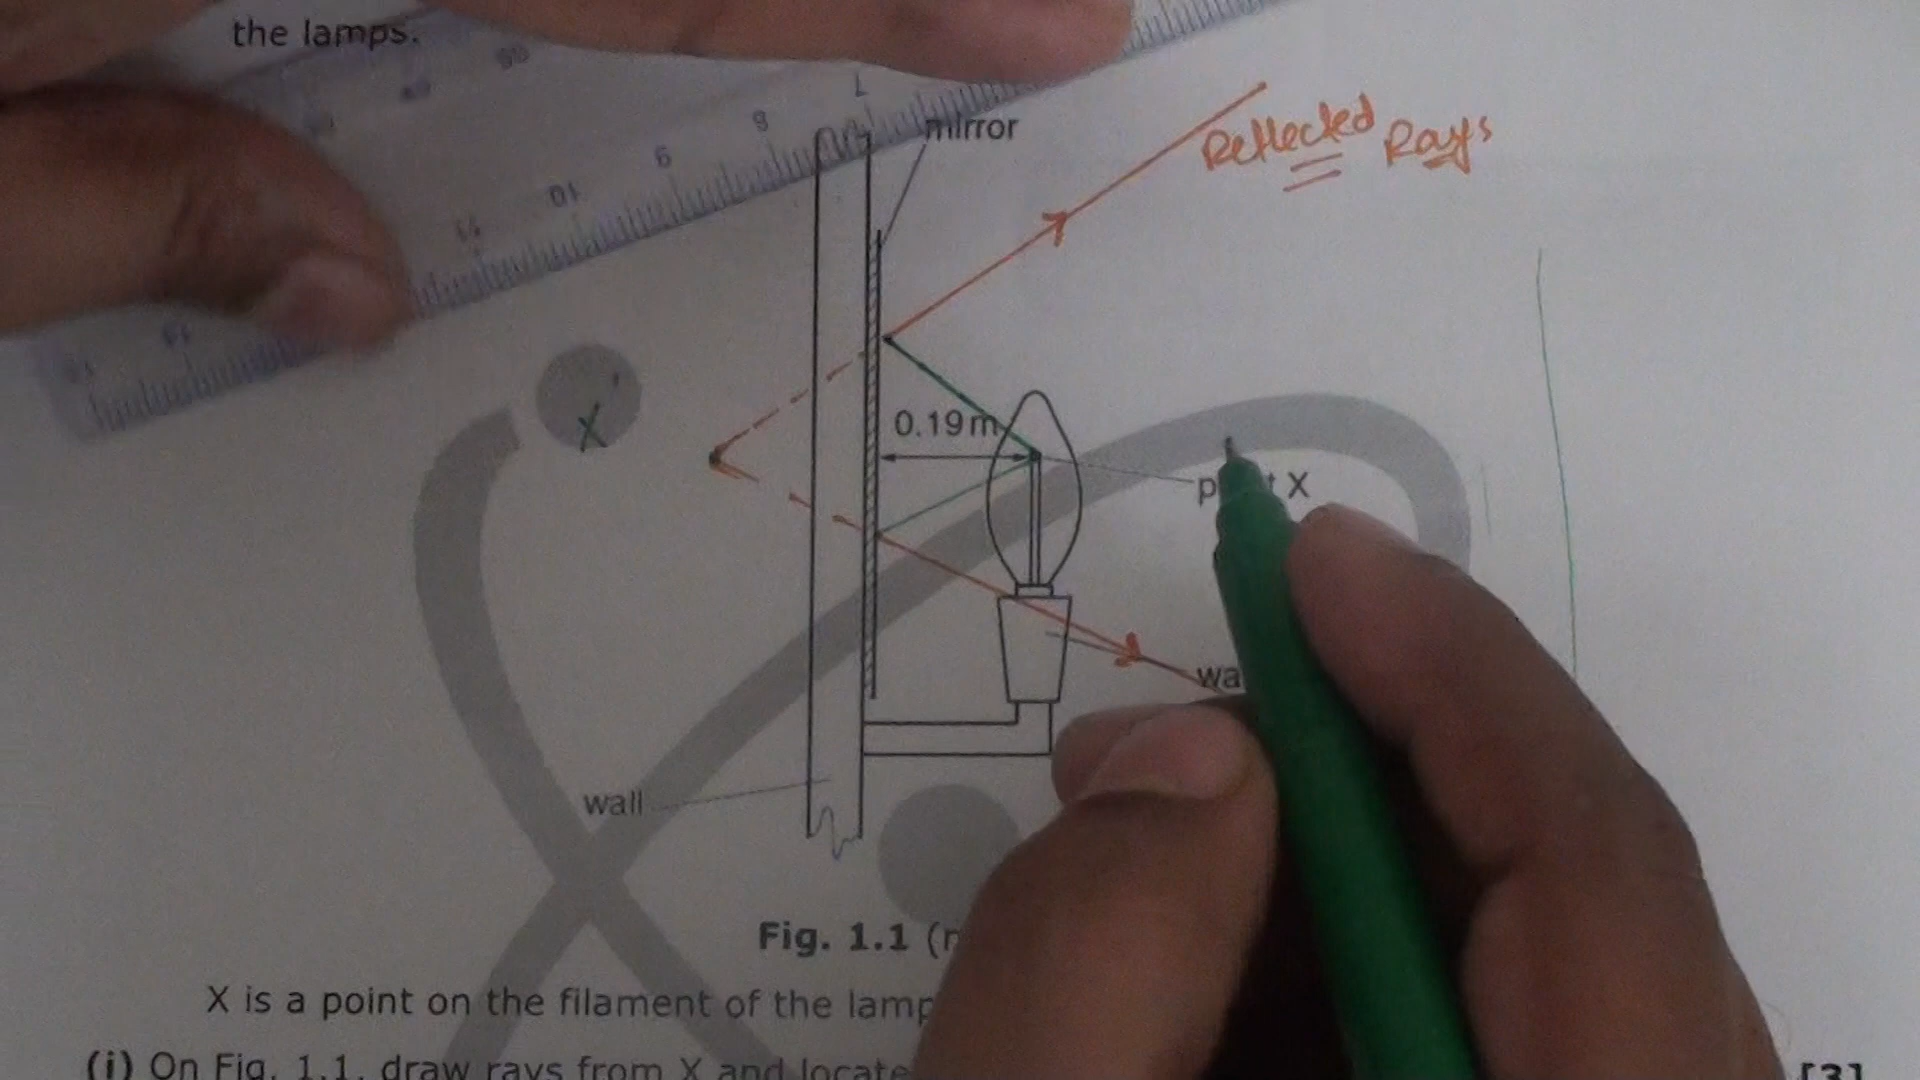 the lamps.
mirror
Reflected Rays
X'
0.19m
X
wall
Fig. 1.1
X is a point on the filament of the lamp
(i) On Fig. 1.1, draw rays from X and locate
[3]